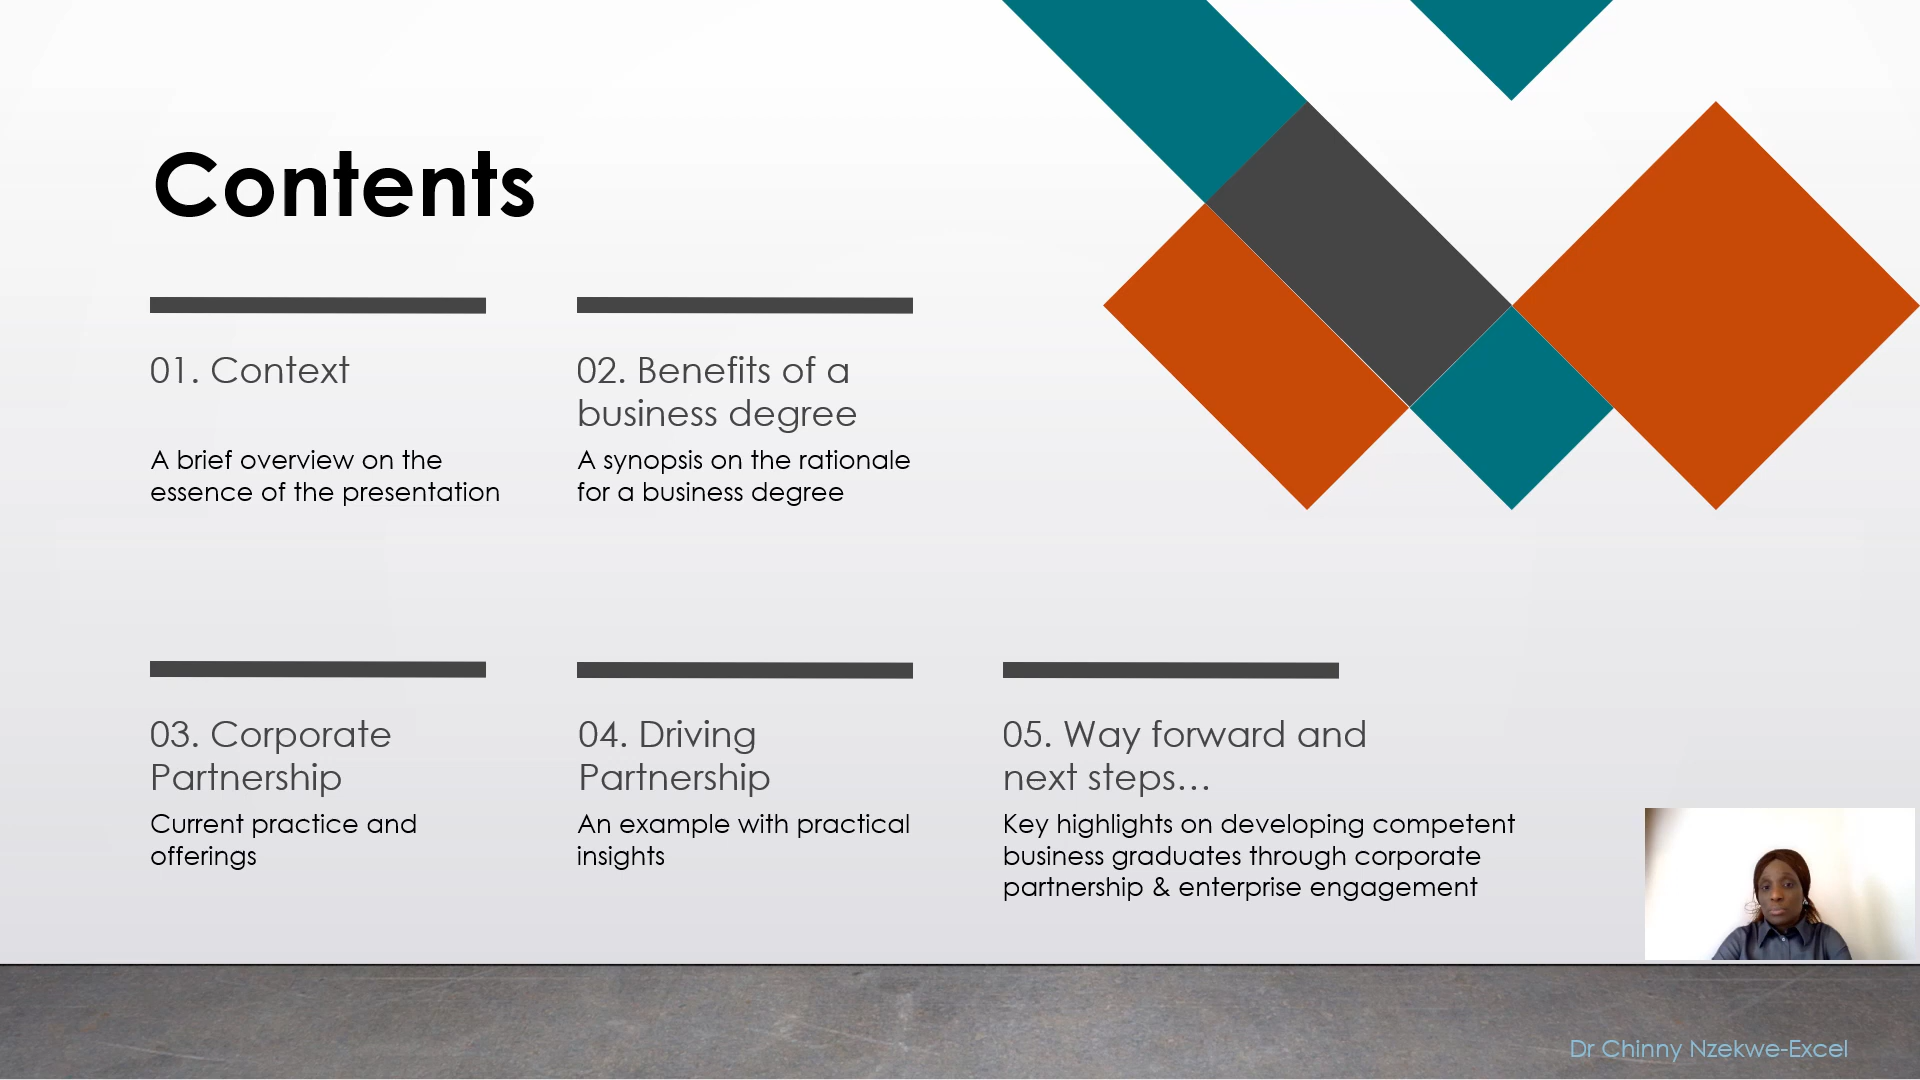 Contents
01. Context
A brief overview on the
essence of the presentation
02. Benefits of a
business degree
A synopsis on the rationale
for a business degree
03. Corporate
Partnership
Current practice and
offerings
04. Driving
Partnership
An example with practical
insights
05. Way forward and
next steps…
Key highlights on developing competent
business graduates through corporate
partnership & enterprise engagement
Dr Chinny Nzekwe-Excel